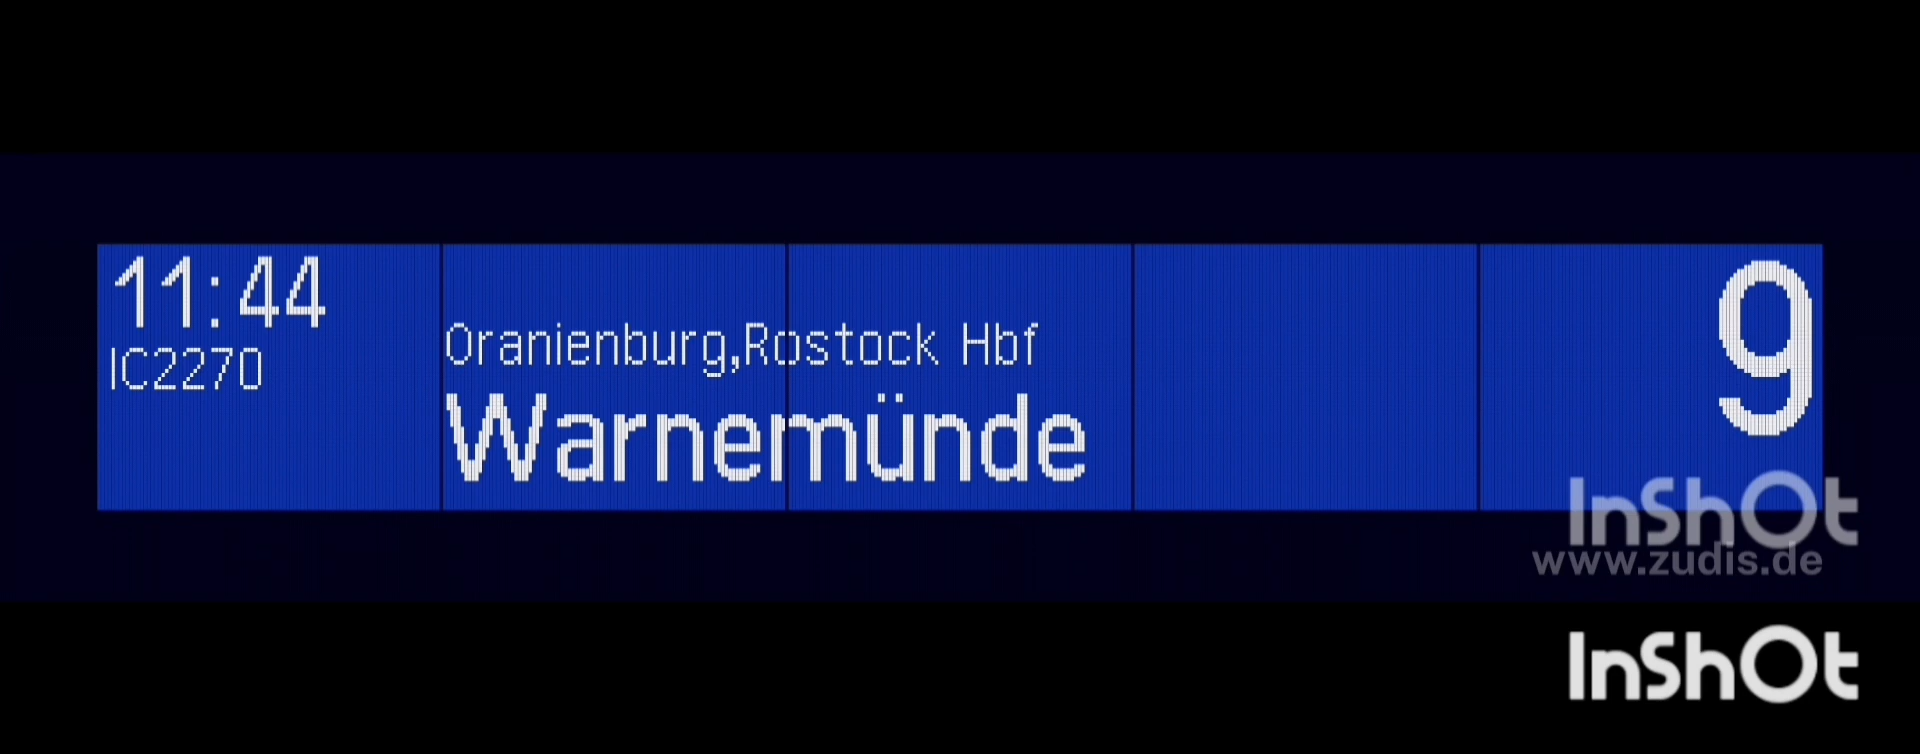 11:44
IC2270
Oranienburg,Rostock Hbf
Warnemünde
9
InShOt
www.zudis.de
InShOt